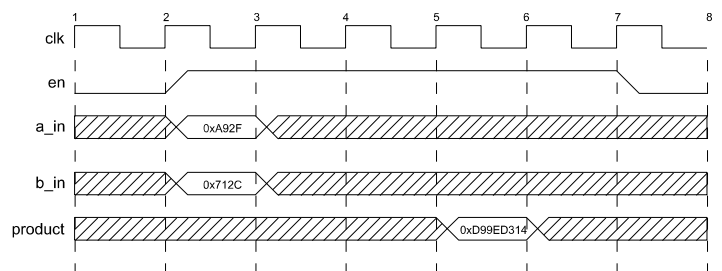 1 2 3 4 5 6 7 8
clk
en
a_in 0xA92F
b_in 0x712C
product 0xD99ED314